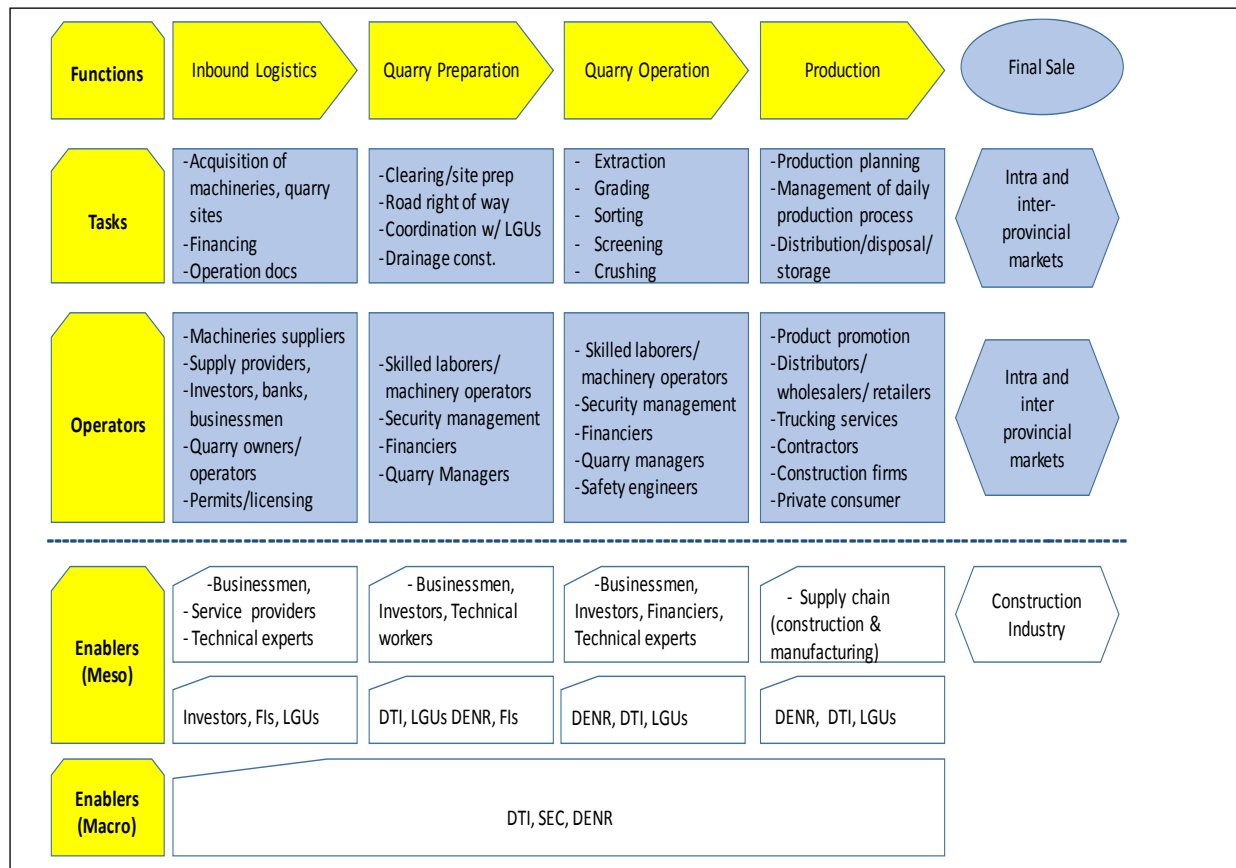 Functions
Inbound Logistics
Quarry Preparation
Quarry Operation
Production
Final Sale
Tasks
-Acquisition of
machineries, quarry
sites
-Financing
-Operation docs
-Clearing/site prep
-Road right of way
-Coordination w/ LGUs
-Drainage const.
- Extraction
- Grading
- Sorting
- Screening
- Crushing
-Production planning
-Management of daily
production process
-Distribution/disposal/
storage
Intra and
inter-
provincial
markets
Operators
-Machineries suppliers
-Supply providers,
-Investors, banks,
businessmen
-Quarry owners/
operators
-Permits/licensing
-Skilled laborers/
machinery operators
-Security management
-Financiers
-Quarry Managers
- Skilled laborers/
machinery operators
-Security management
-Financiers
-Quarry managers
-Safety engineers
-Product promotion
-Distributors/
wholesalers/ retailers
-Trucking services
-Contractors
-Construction firms
-Private consumer
Intra and
inter
provincial
markets
Enablers
(Meso)
-Businessmen,
- Service providers
- Technical experts
- Businessmen,
Investors, Technical
workers
-Businessmen,
Investors, Financiers,
Technical experts
- Supply chain
(construction &
manufacturing)
Construction
Industry
Investors, FIs, LGUs
DTI, LGUs DENR, FIs
DENR, DTI, LGUs
DENR, DTI, LGUs
Enablers
(Macro)
DTI, SEC, DENR